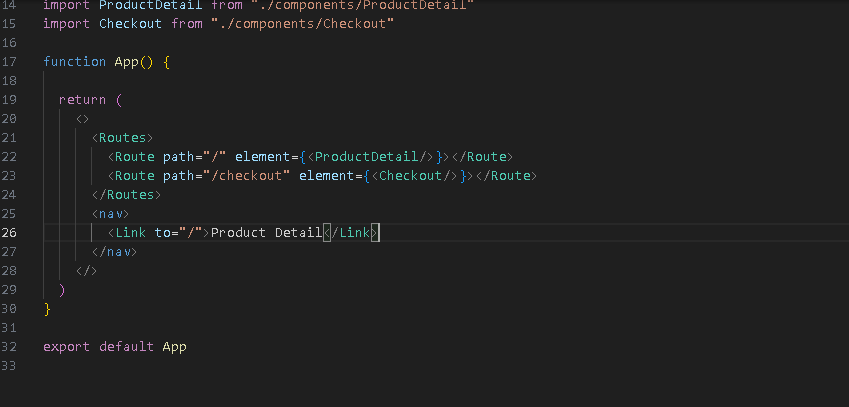 14 import ProductDetail from "./components/ProductDetail"
15 import Checkout from "./components/Checkout"
16
17 function App() {
18
19 return (
20 <>
21 <Routes>
22 <Route path="/" element={<ProductDetail/>}></Route>
23 <Route path="/checkout" element={<Checkout/>}></Route>
24 </Routes>
25 <nav>
26 <Link to="/">Product Detail</Link>
27 </nav>
28 </>
29 )
30 }
31
32 export default App
33